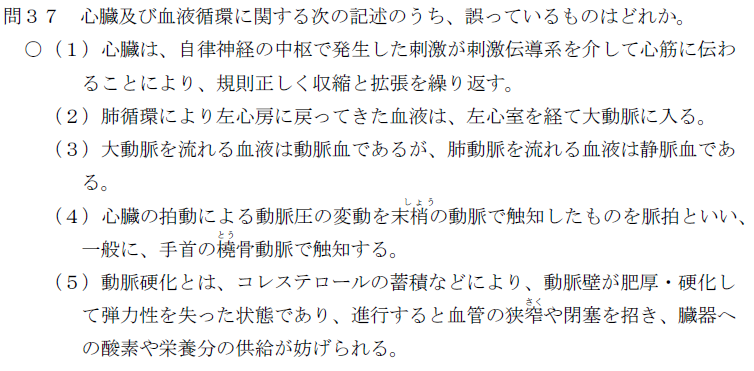 問37 心臓及び血液循環に関する次の記述のうち、誤っているものはどれか。
○(1)心臓は、自律神経の中枢で発生した刺激が刺激伝導系を介して心筋に伝わ
ることにより、規則正しく収縮と拡張を繰り返す。
(2)肺循環により左心房に戻ってきた血液は、左心室を経て大動脈に入る。
(3)大動脈を流れる血液は動脈血であるが、肺動脈を流れる血液は静脈血であ
る。
しょう
(4)心臓の拍動による動脈圧の変動を末梢の動脈で触知したものを脈拍といい、
とう
一般に、手首の橈骨動脈で触知する。
(5)動脈硬化とは、コレステロールの蓄積などにより、動脈壁が肥厚・硬化し
さく
て弾力性を失った状態であり、進行すると血管の狭窄や閉塞を招き、臓器へ
の酸素や栄養分の供給が妨げられる。